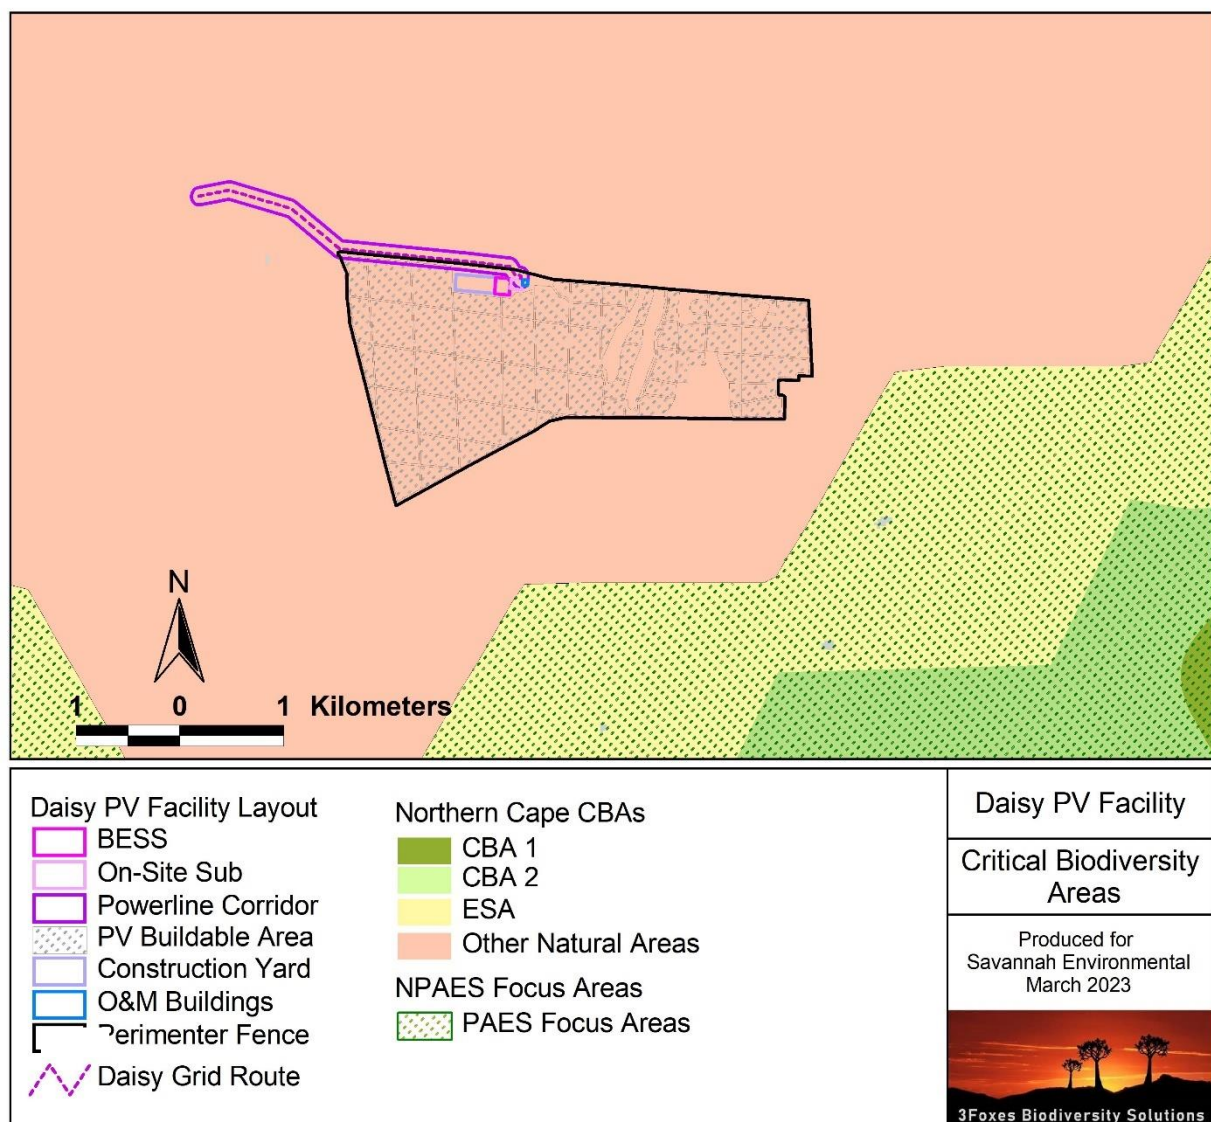 N
1 0 1 Kilometers
Daisy PV Facility Layout
BESS
On-Site Sub
Powerline Corridor
PV Buildable Area
Construction Yard
O&M Buildings
Perimenter Fence
Daisy Grid Route
Northern Cape CBAs
CBA 1
CBA 2
ESA
Other Natural Areas
NPAES Focus Areas
PAES Focus Areas
Daisy PV Facility
Critical Biodiversity
Areas
Produced for
Savannah Environmental
March 2023
3Foxes Biodiversity Solutions